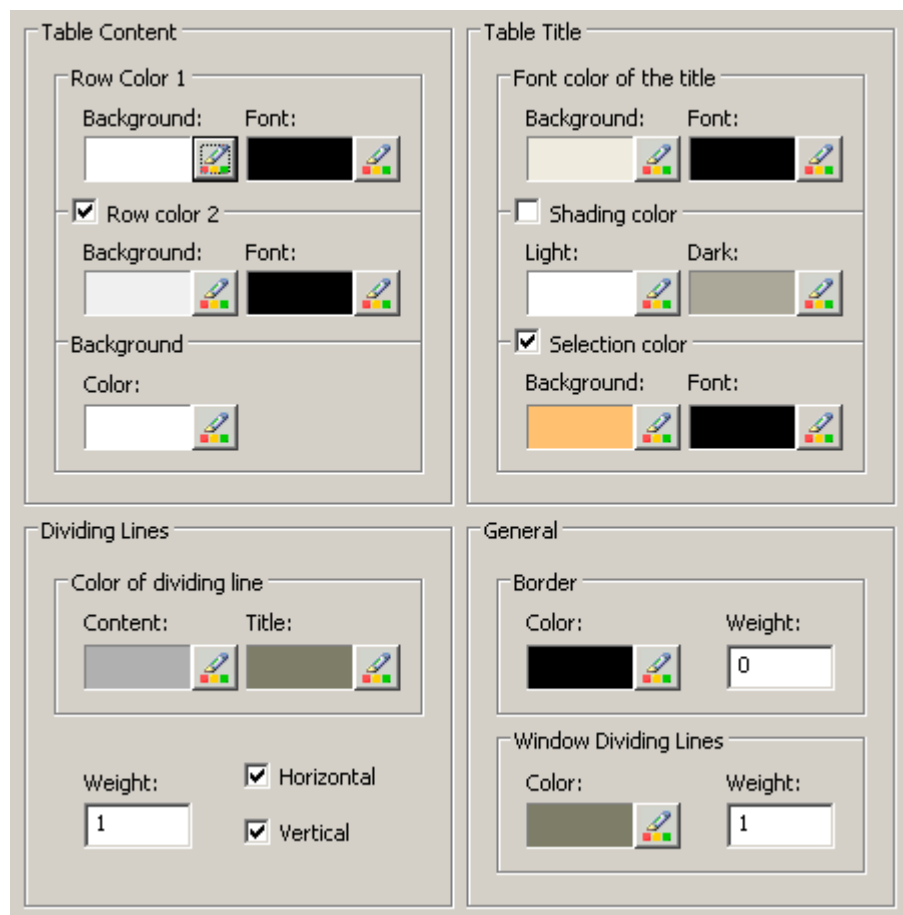 Table Content
Row Color 1
Background: Font:
Row color 2
Background: Font:
Background
Color:
Table Title
Font color of the title
Background: Font:
Shading color
Light: Dark:
Selection color
Background: Font:
Dividing Lines
Color of dividing line
Content: Title:
Weight:
1
Horizontal
Vertical
General
Border
Color: Weight:
0
Window Dividing Lines
Color: Weight:
1